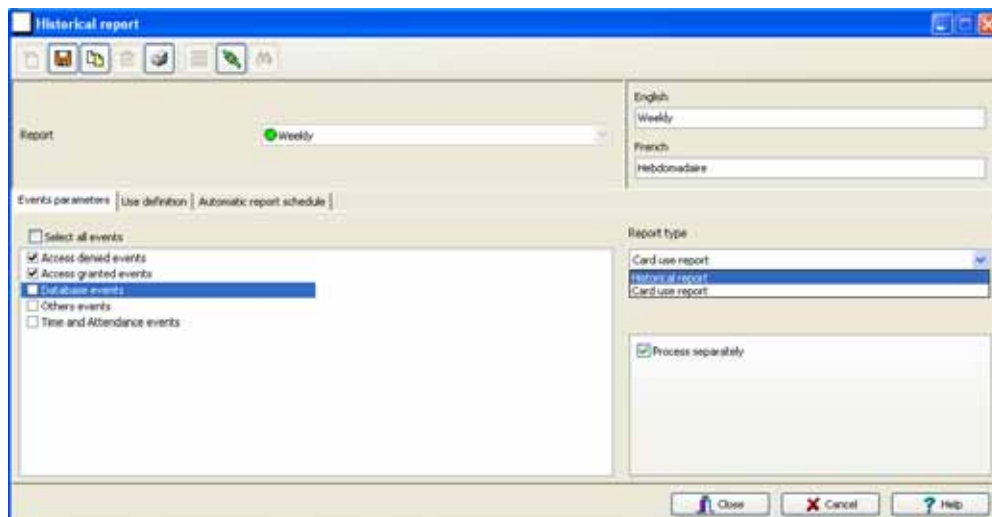 Historical report
English
Weekly
Report
Weekly
French
Hebdomadaire
Events parameters
Use definition
Automatic report schedule
Select all events
Report type
Access denied events
Card use report
Access granted events
Historical report
Database events
Card use report
Others events
Time and Attendance events
Process separately
Close
Cancel
? Help